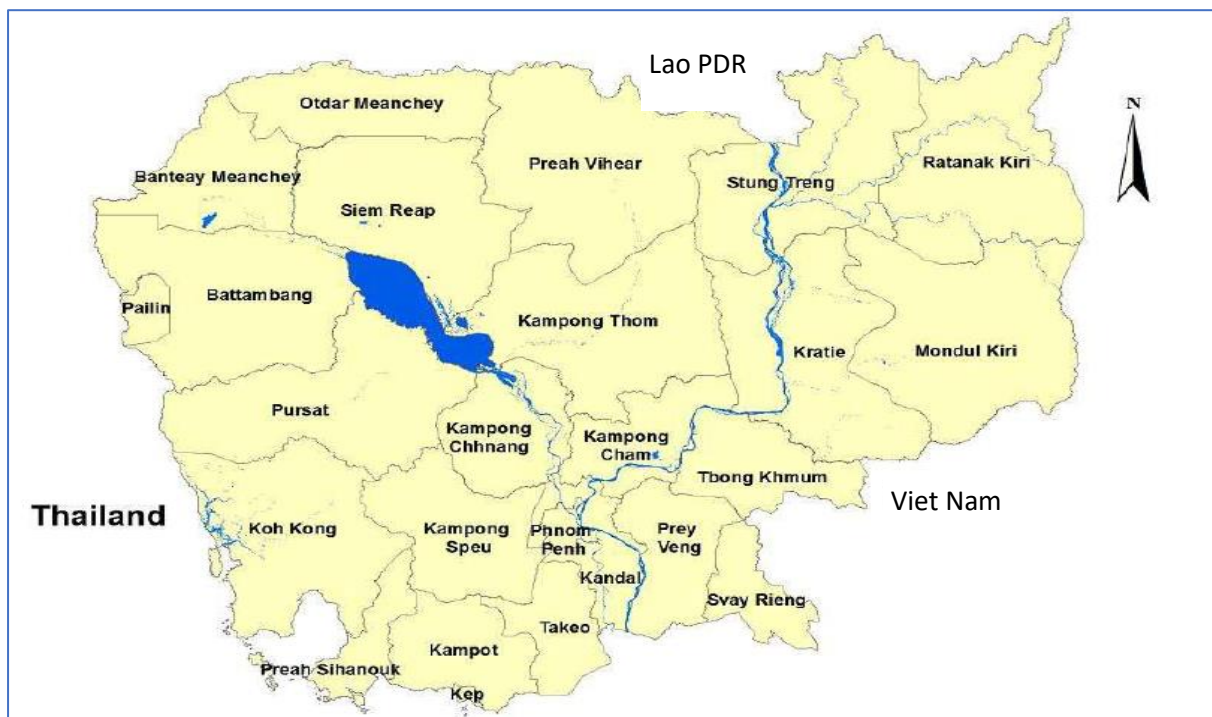 Lao PDR
N
Otdar Meanchey
Preah Vihear
Ratanak Kiri
Banteay Meanchey
Stung Treng
Siem Reap
Battambang
Pailin
Kampong Thom
Kratie
Mondul Kiri
Pursat
Kampong
Chhnang
Kampong
Cham
Tbong Khmum
Viet Nam
Thailand
Koh Kong
Kampong
Speu
Phnom
Penh
Prey
Veng
Kandal
Svay Rieng
Takeo
Kampot
Preah Sihanouk
Kep